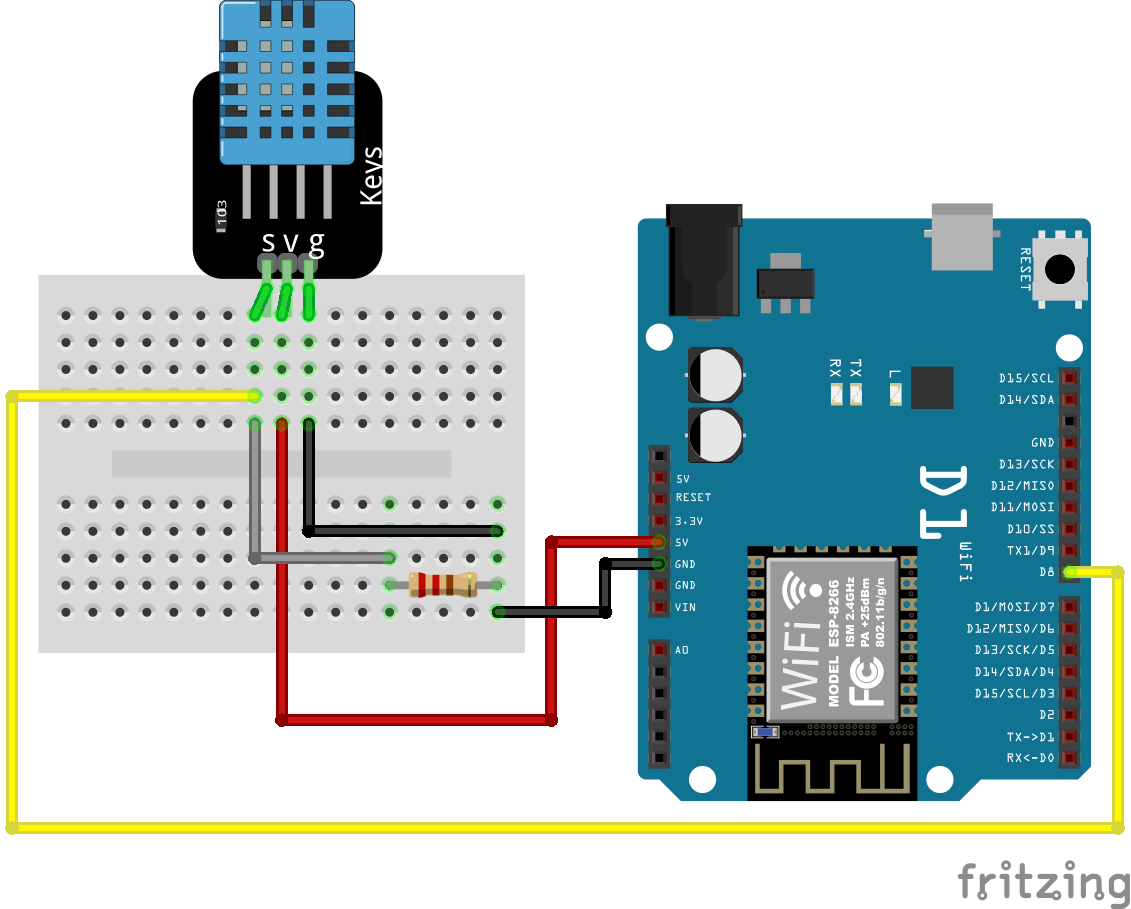 Keys
103
s v g
RESET
RX
TX
L
5V
RESET
3.3V
5V
GND
GND
VIN
A0
D15/SCL
D14/SDA
GND
D13/SCK
D12/MISO
D11/MOSI
D10/SS
TX1/D9
D8
D1/MOSI/D7
D12/MISO/D6
D13/SCK/D5
D14/SDA/D4
D15/SCL/D3
D2
TX->D1
RX<-D0
D1
WiFi
WiFi
MODEL ESP-8266
ISM 2.4GHz
PA +25dBm
802.11b/g/n
FC
fritzing